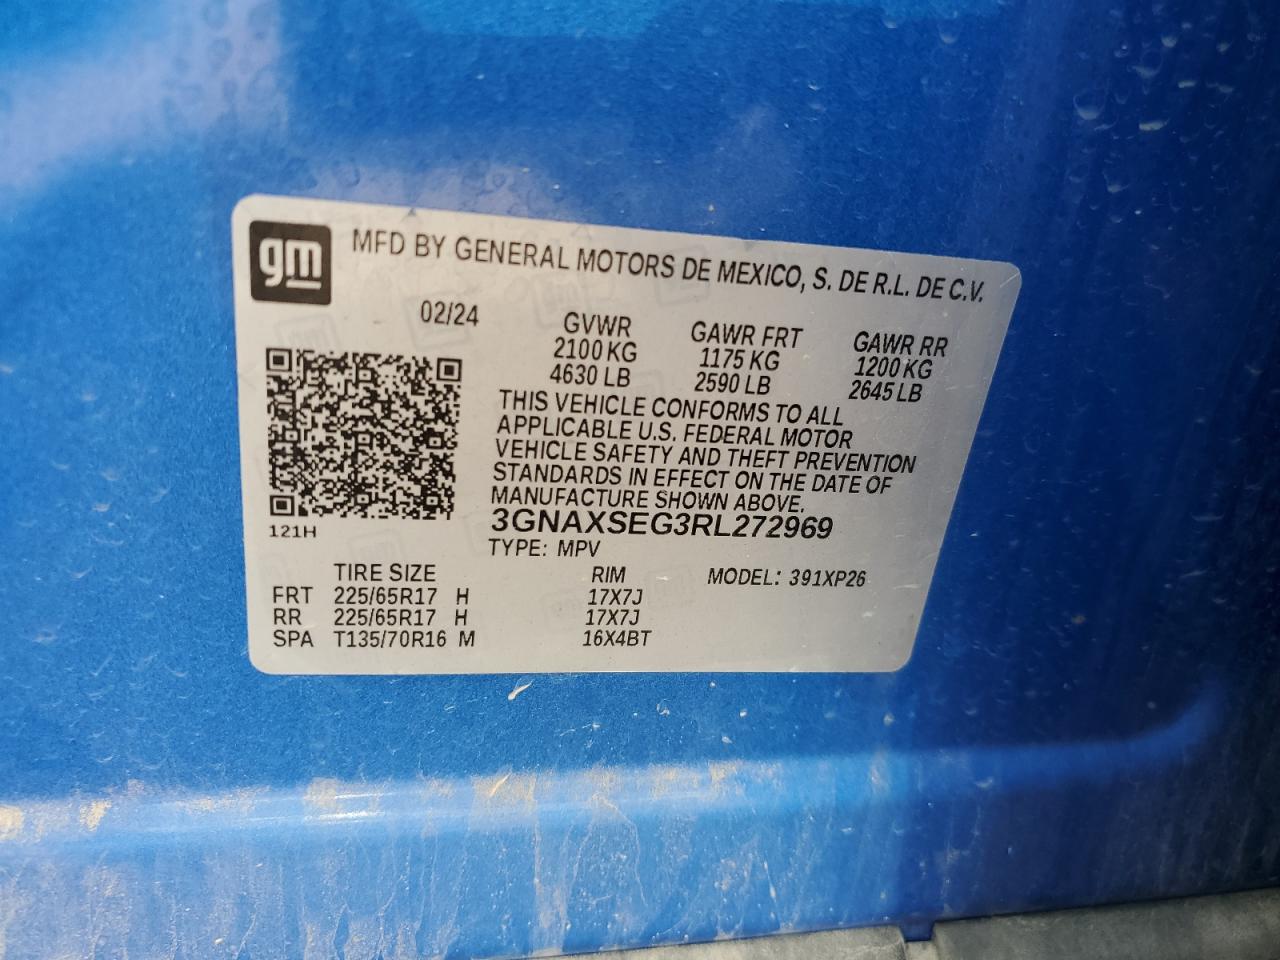 gm MFD BY GENERAL MOTORS DE MEXICO, S. DE R.L. DE C.V.
02/24 GVWR GAWR FRT GAWR RR
2100 KG 1175 KG 1200 KG
4630 LB 2590 LB 2645 LB
THIS VEHICLE CONFORMS TO ALL
APPLICABLE U.S. FEDERAL MOTOR
VEHICLE SAFETY AND THEFT PREVENTION
STANDARDS IN EFFECT ON THE DATE OF
MANUFACTURE SHOWN ABOVE.
121H 3GNAXSEG3RL272969
TYPE: MPV
TIRE SIZE RIM MODEL: 391XP26
FRT 225/65R17 H 17X7J
RR 225/65R17 H 17X7J
SPA T135/70R16 M 16X4BT